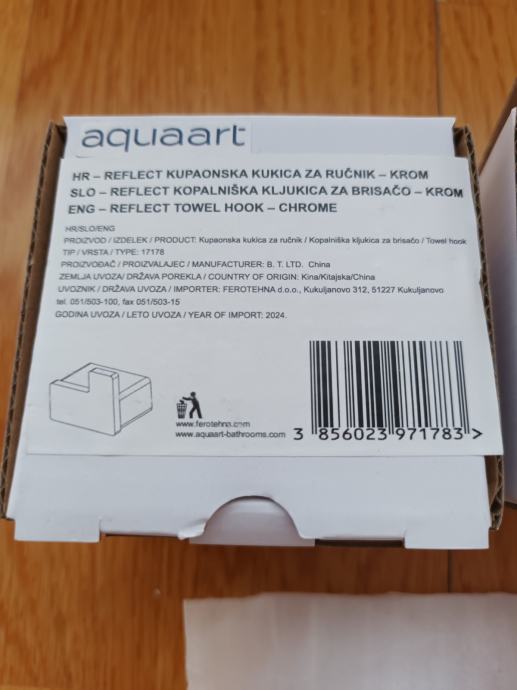 aquaart
HR – REFLECT KUPAONSKA KUKICA ZA RUČNIK – KROM
SLO – REFLECT KOPALNIŠKA KLJUKICA ZA BRISAČO – KROM
ENG – REFLECT TOWEL HOOK – CHROME
HR/SLO/ENG
PROIZVOD / IZDELEK / PRODUCT: Kupaonska kukica za ručnik / Kopalniška kljukica za brisačo / Towel hook
TIP / VRSTA / TYPE: 17178
PROIZVOĐAČ / PROIZVALAJEC / MANUFACTURER: B. T. LTD. China
ZEMLJA UVOZA/ DRŽAVA POREKLA / COUNTRY OF ORIGIN: Kina/Kitajska/China
UVOZNIK / DRŽAVA UVOZA / IMPORTER: FEROTEHNA d.o.o., Kukuljanovo 312, 51227 Kukuljanovo
tel. 051/503-100, fax 051/503-15
GODINA UVOZA / LETO UVOZA / YEAR OF IMPORT: 2024.
www.ferotehna.com
www.aquaart-bathrooms.com
3 856023 971783 >